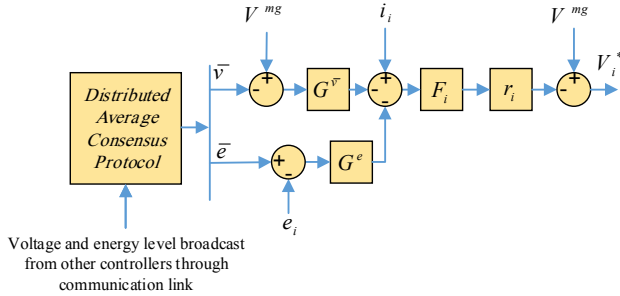 V^mg
i_i
V^mg
v̅
G^v̅
F_i
r_i
V_i^*
Distributed
Average
Consensus
Protocol
e̅
G^e
e_i
Voltage and energy level broadcast
from other controllers through
communication link